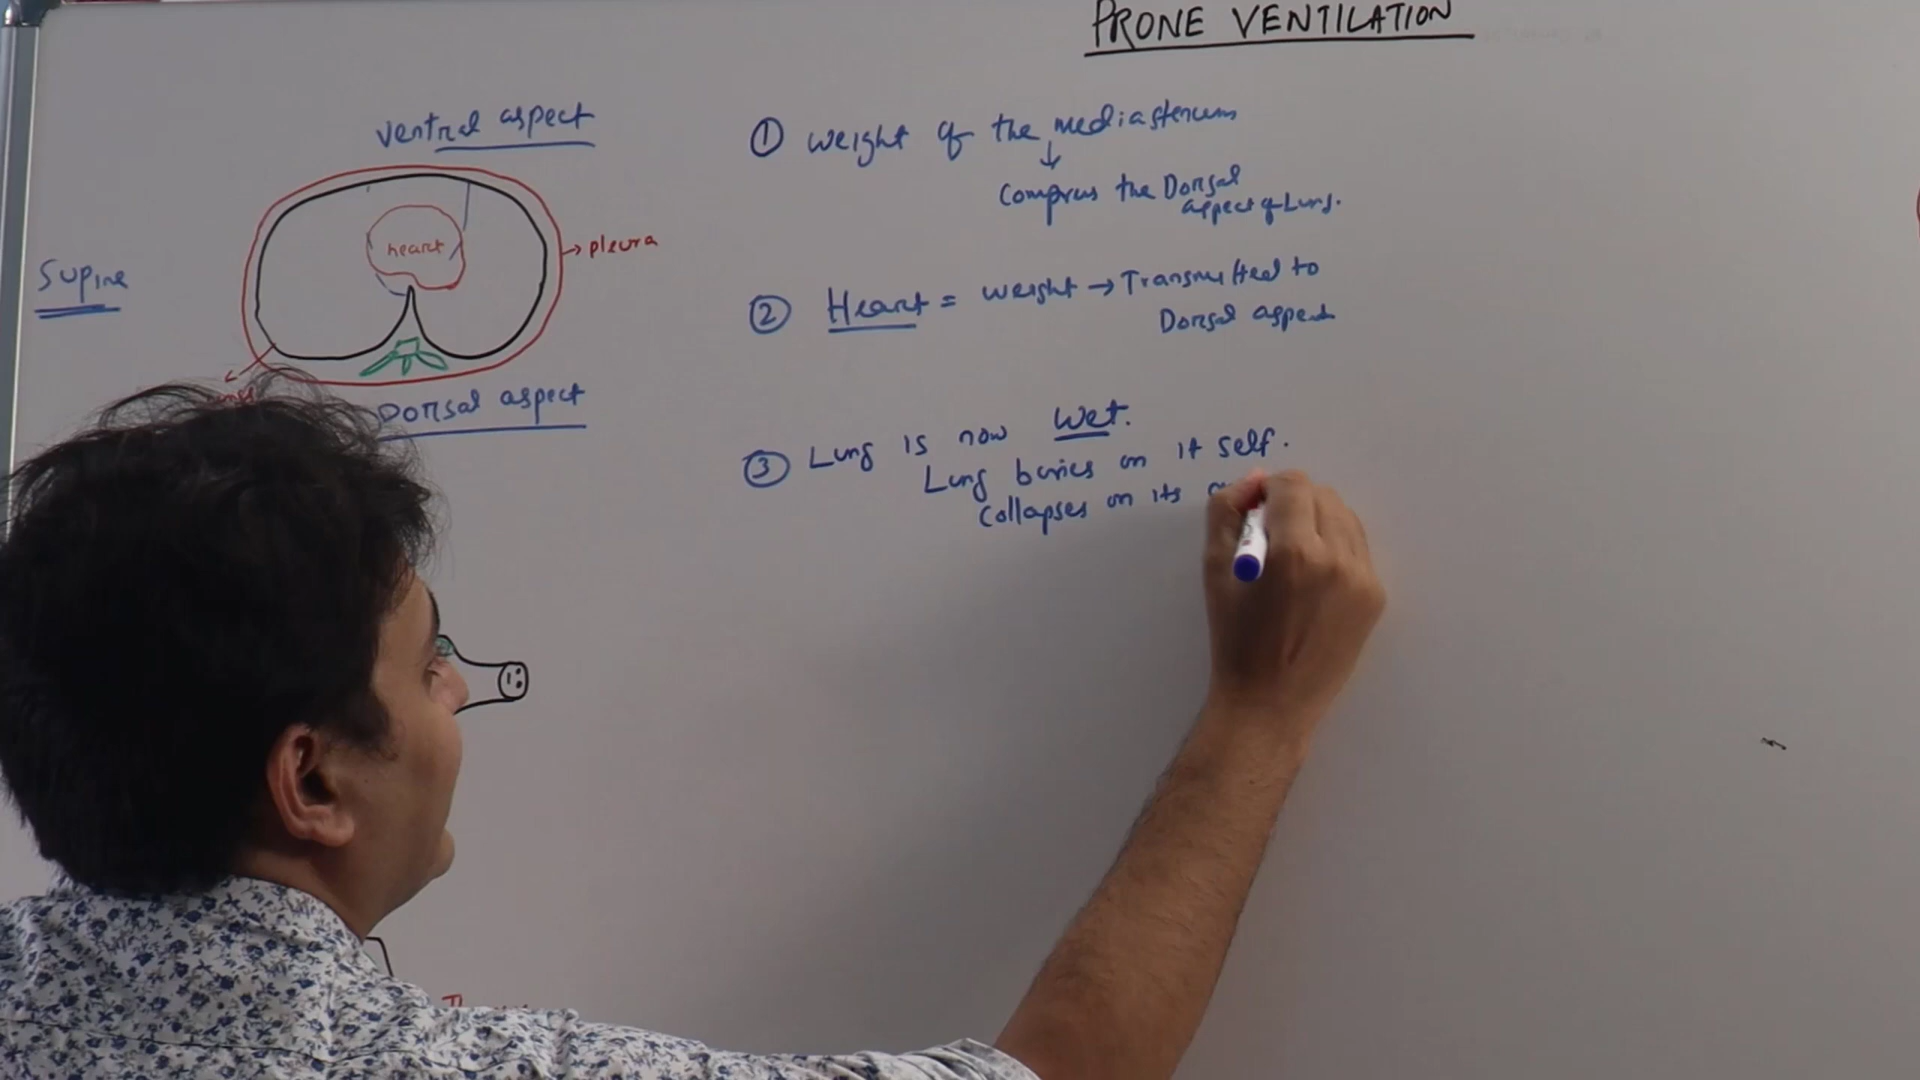 PRONE VENTILATION
ventral aspect
heart
pleura
Supine
Dorsal aspect
① Weight of the mediastenum
Compress the Dorsal
aspect of Lung.
② Heart = weight → Transmitted to
Dorsal aspect
③ Lung is now Wet.
Lung buries on it self.
Collapses on its